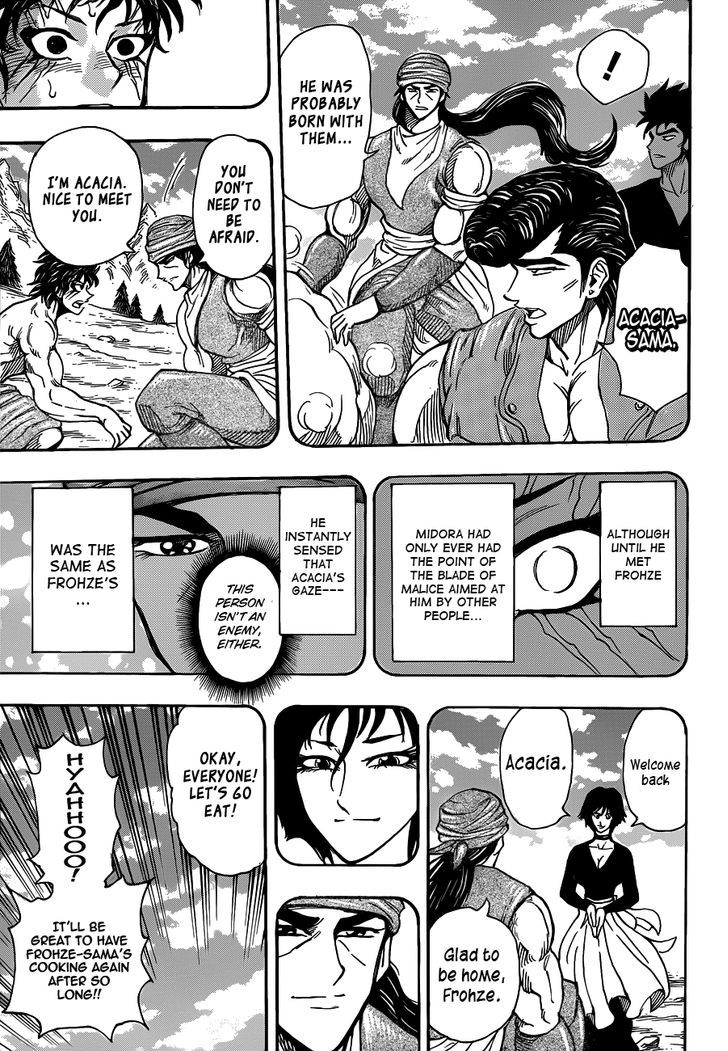 !
HE WAS
PROBABLY
BORN WITH
THEM...
ACACIA-
SAMA.
YOU
DON'T
NEED TO
BE
AFRAID.
I'M ACACIA.
NICE TO MEET
YOU.
ALTHOUGH
UNTIL HE
MET
FROHZE
MIDORA HAD
ONLY EVER HAD
THE POINT OF
THE BLADE OF
MALICE AIMED AT
HIM BY OTHER
PEOPLE...
HE
INSTANTLY
SENSED
THAT
ACACIA'S
GAZE---
THIS
PERSON
ISN'T AN
ENEMY,
EITHER.
WAS THE
SAME AS
FROHZE'S
...
Welcome
back
Acacia.
Glad to
be home,
Frohze.
OKAY,
EVERYONE!
LET'S GO
EAT!
HYAHHOOO!
IT'LL BE
GREAT TO HAVE
FROHZE-SAMA'S
COOKING AGAIN
AFTER SO
LONG!!